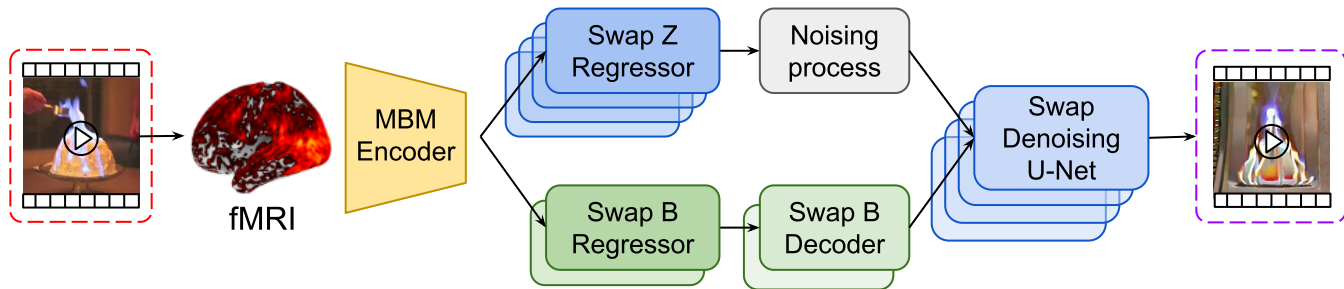 fMRI
MBM
Encoder
Swap Z
Regressor
Noising
process
Swap B
Regressor
Swap B
Decoder
Swap
Denoising
U-Net